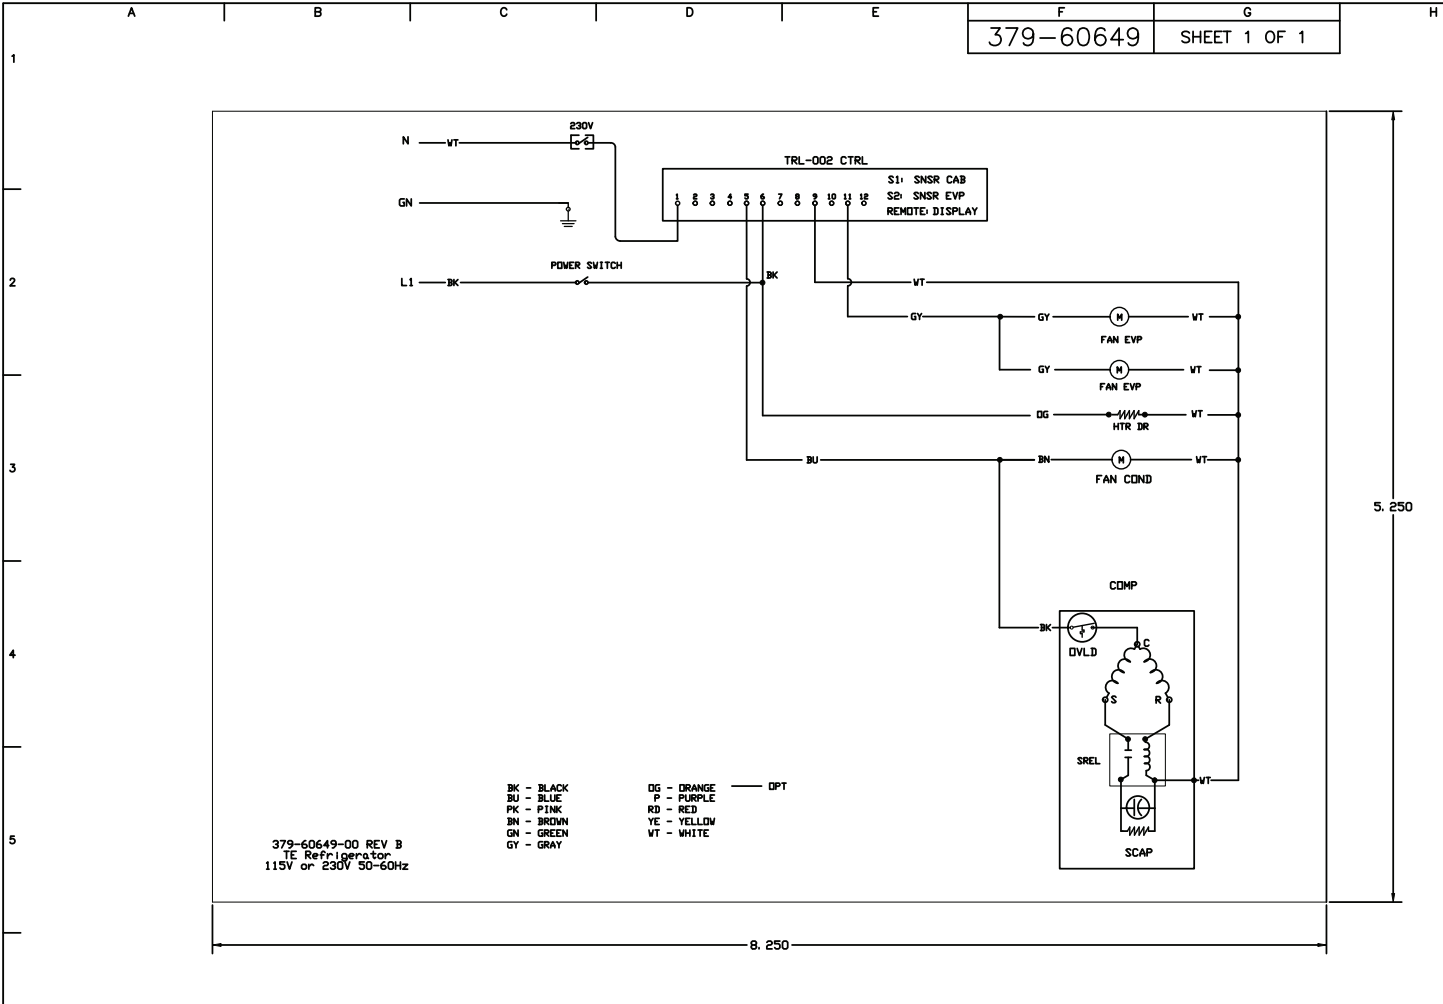 A B C D E F G H
379-60649 SHEET 1 OF 1
1
230V
N WT
TRL-002 CTRL
S1: SNSR CAB
1 2 3 4 5 6 7 8 9 10 11 12 S2: SNSR EVP
GN REMOTE: DISPLAY
POWER SWITCH
BK
2 L1 BK WT
GY GY M WT
FAN EVP
GY M WT
FAN EVP
OG WT
HTR DR
3 BU BN M WT
FAN COND
5.250
COMP
BK
OVLD C
4
S R
SREL
WT
BK - BLACK OG - ORANGE OPT
BU - BLUE P - PURPLE
PK - PINK RD - RED
BN - BROWN YE - YELLOW
GN - GREEN WT - WHITE
GY - GRAY
5
379-60649-00 REV B
TE Refrigerator
115V or 230V 50-60Hz
SCAP
8.250